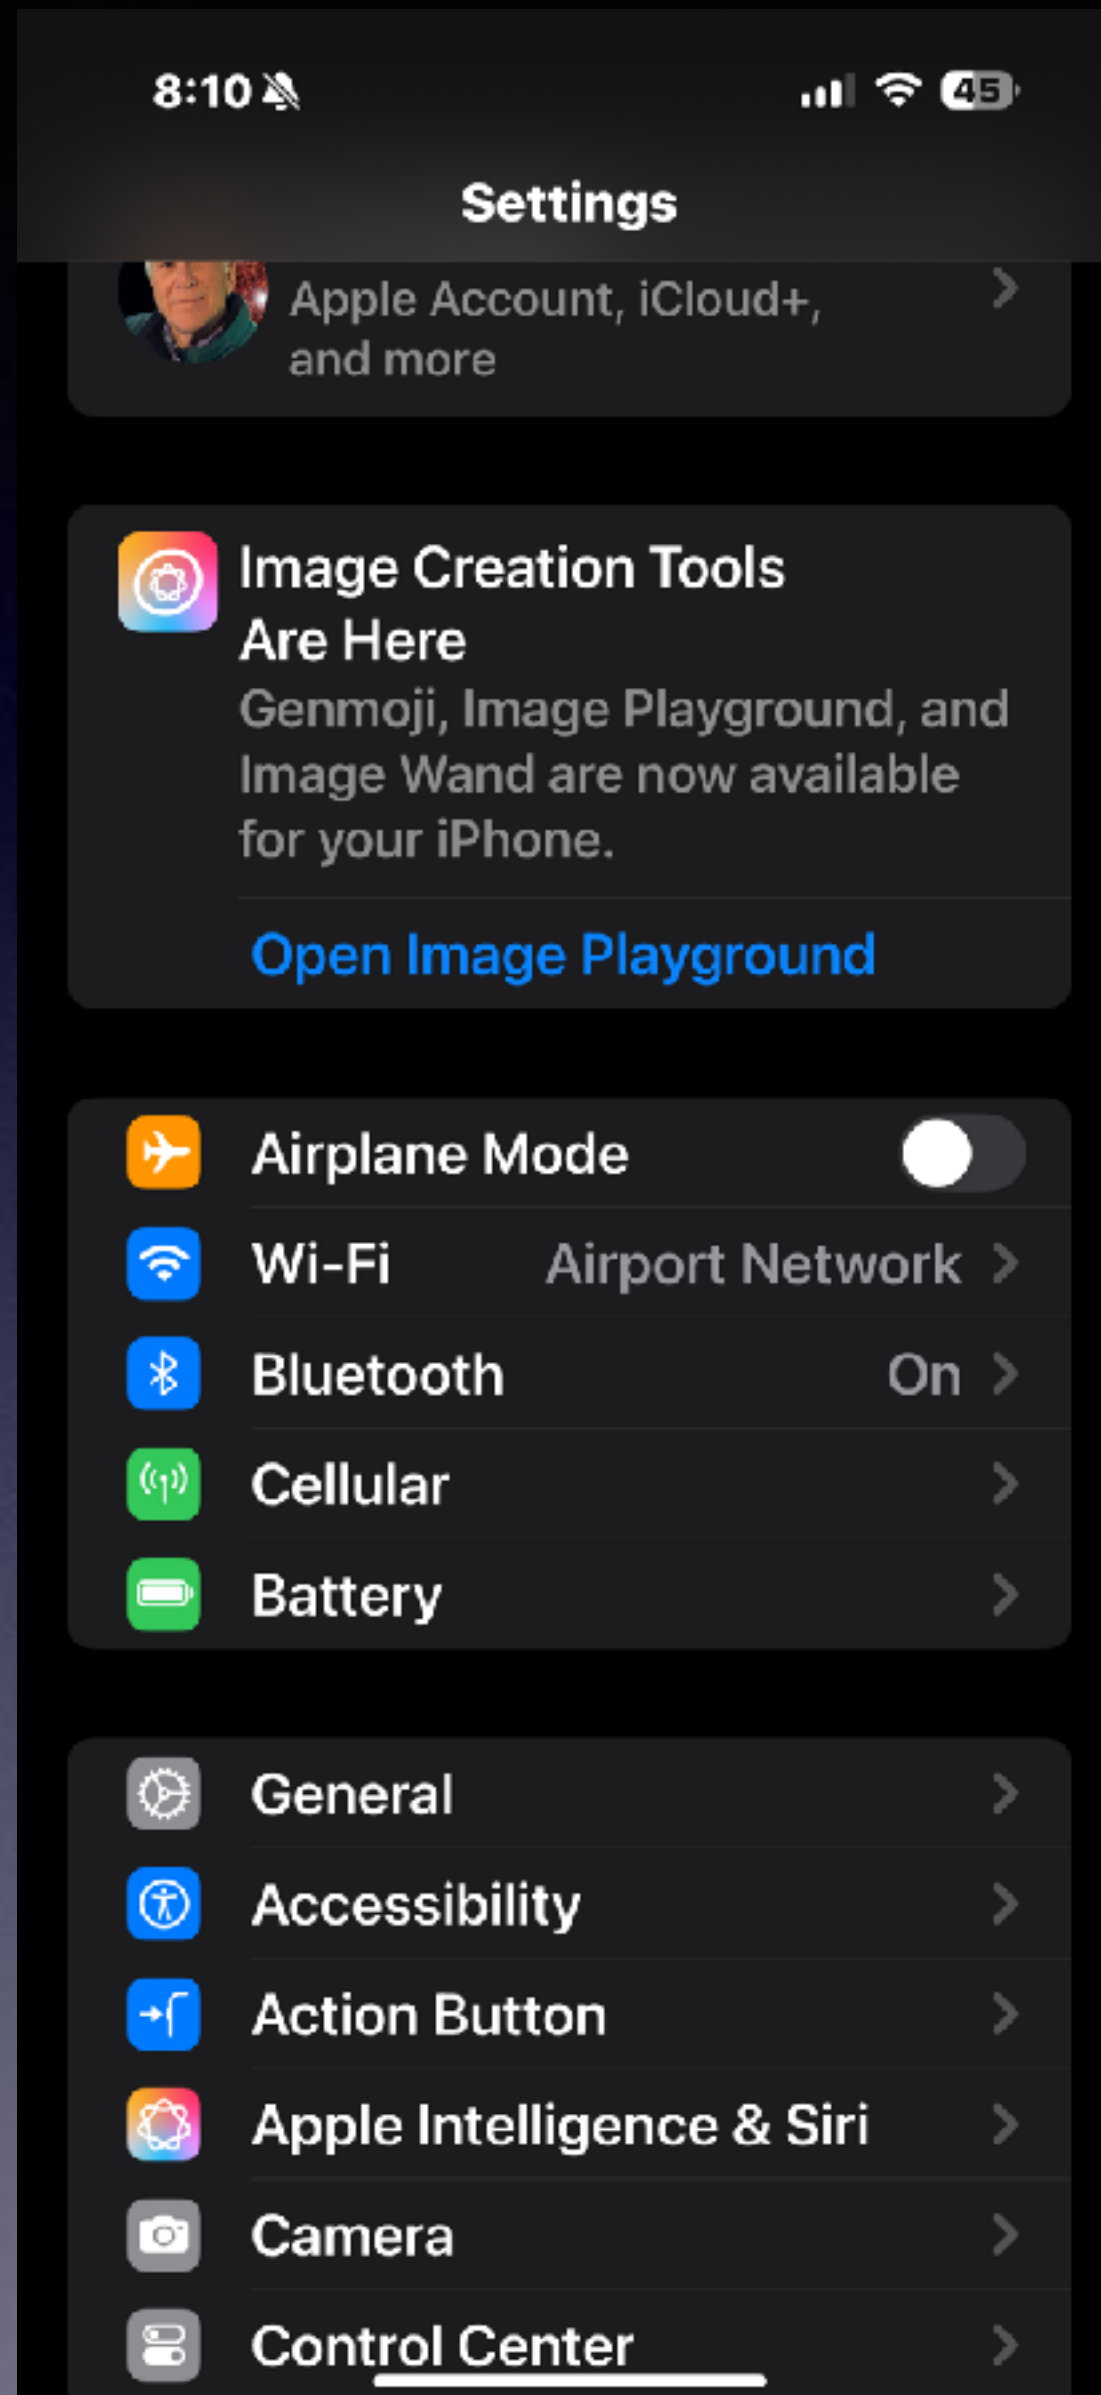 8:10
45
Settings
Apple Account, iCloud+,
and more
Image Creation Tools
Are Here
Genmoji, Image Playground, and
Image Wand are now available
for your iPhone.
Open Image Playground
Airplane Mode
Wi-Fi Airport Network
Bluetooth On
Cellular
Battery
General
Accessibility
Action Button
Apple Intelligence & Siri
Camera
Control Center